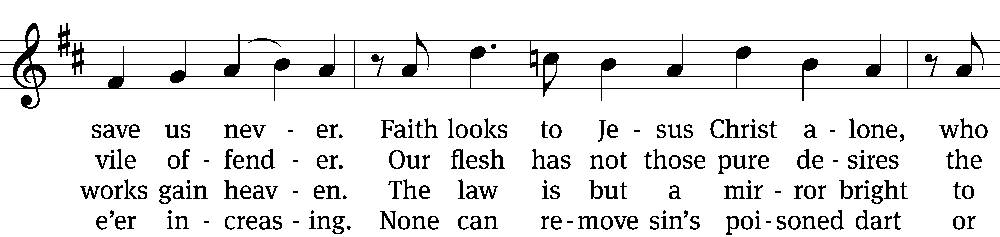 save us nev - er. Faith looks to Je - sus Christ a - lone, who
vile of - fend - er. Our flesh has not those pure de - sires the
works gain heav - en. The law is but a mir - ror bright to
e’er in - creas - ing. None can re - move sin’s poi - soned dart or